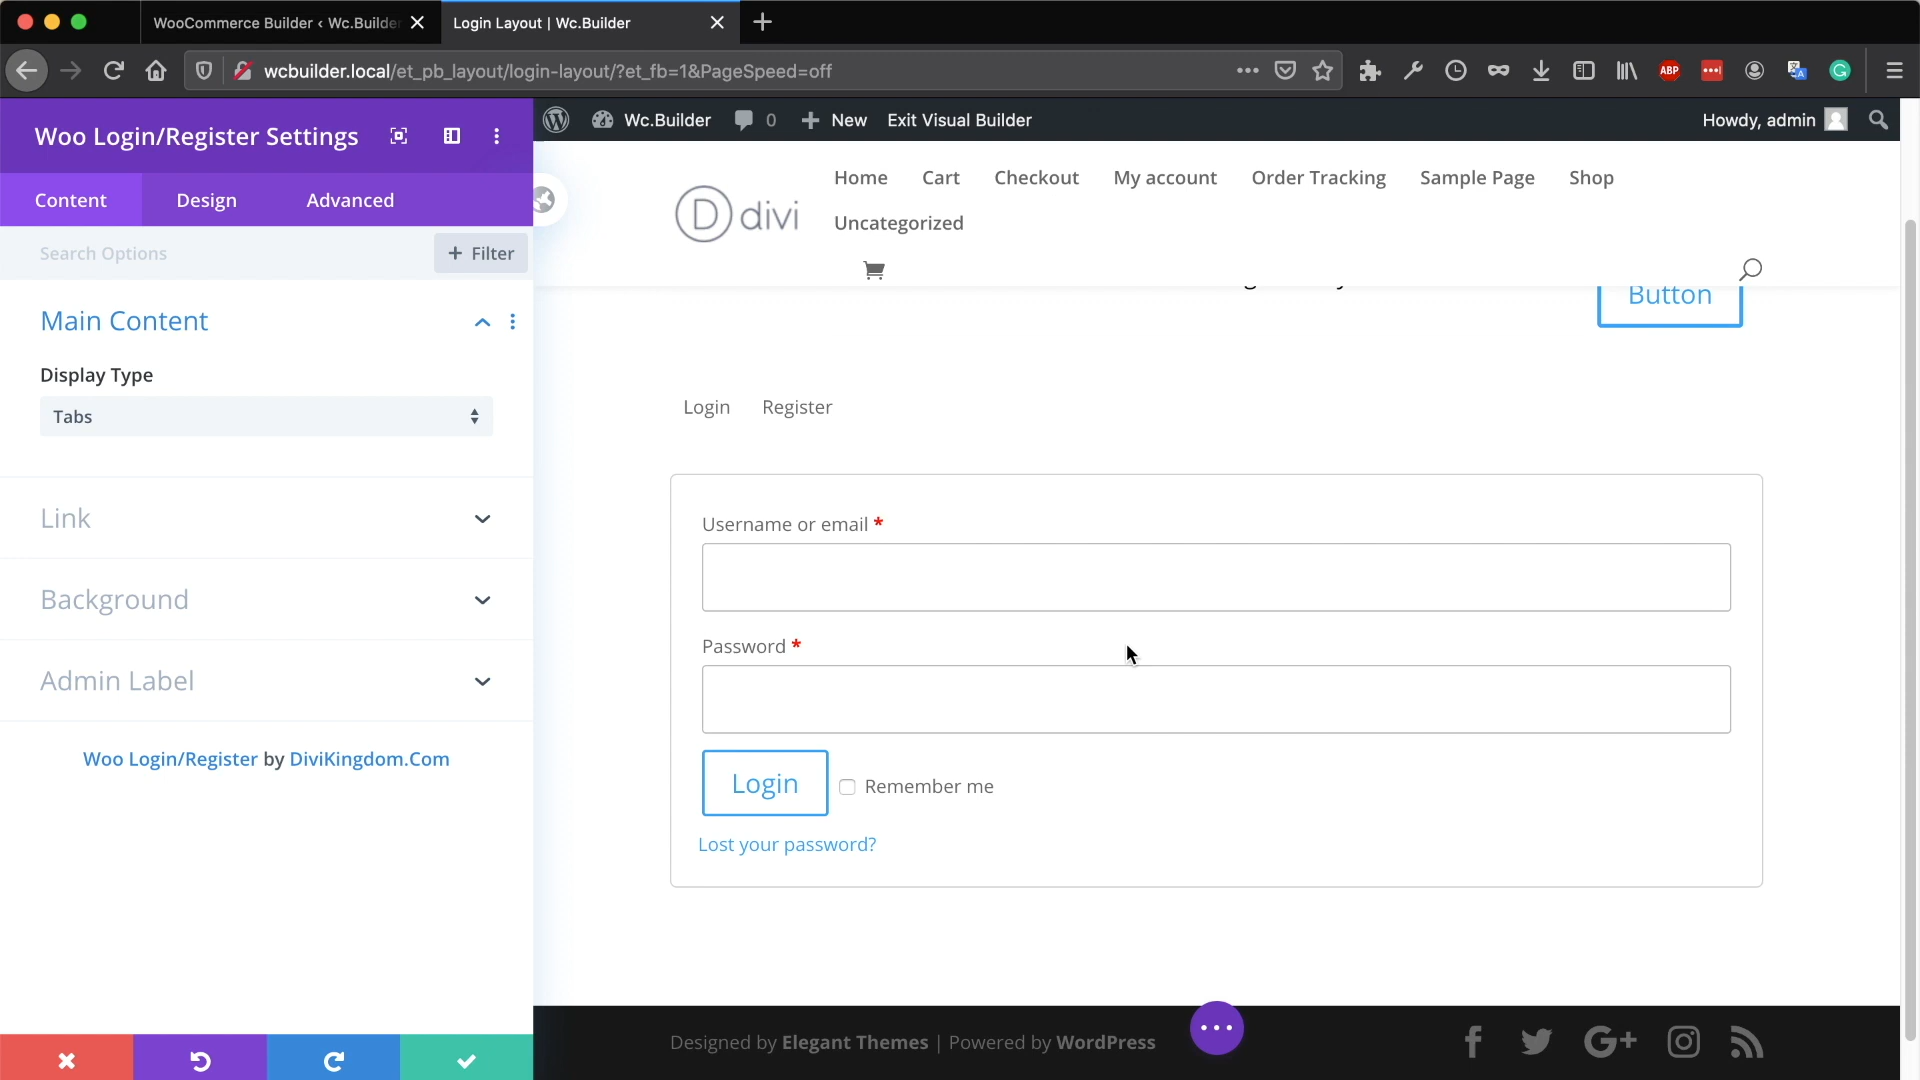 WooCommerce Builder ‹ Wc.Builde
Login Layout | Wc.Builder
wcbuilder.local/et_pb_layout/login-layout/?et_fb=1&PageSpeed=off
ABP
Woo Login/Register Settings
Wc.Builder
0
New
Exit Visual Builder
Howdy, admin
Content
Design
Advanced
Search Options
+ Filter
D divi
Home
Cart
Checkout
My account
Order Tracking
Sample Page
Shop
Uncategorized
Button
Main Content
Display Type
Tabs
Link
Background
Admin Label
Woo Login/Register by DiviKingdom.Com
Login
Register
Username or email *
Password *
Login
Remember me
Lost your password?
Designed by Elegant Themes | Powered by WordPress
G+